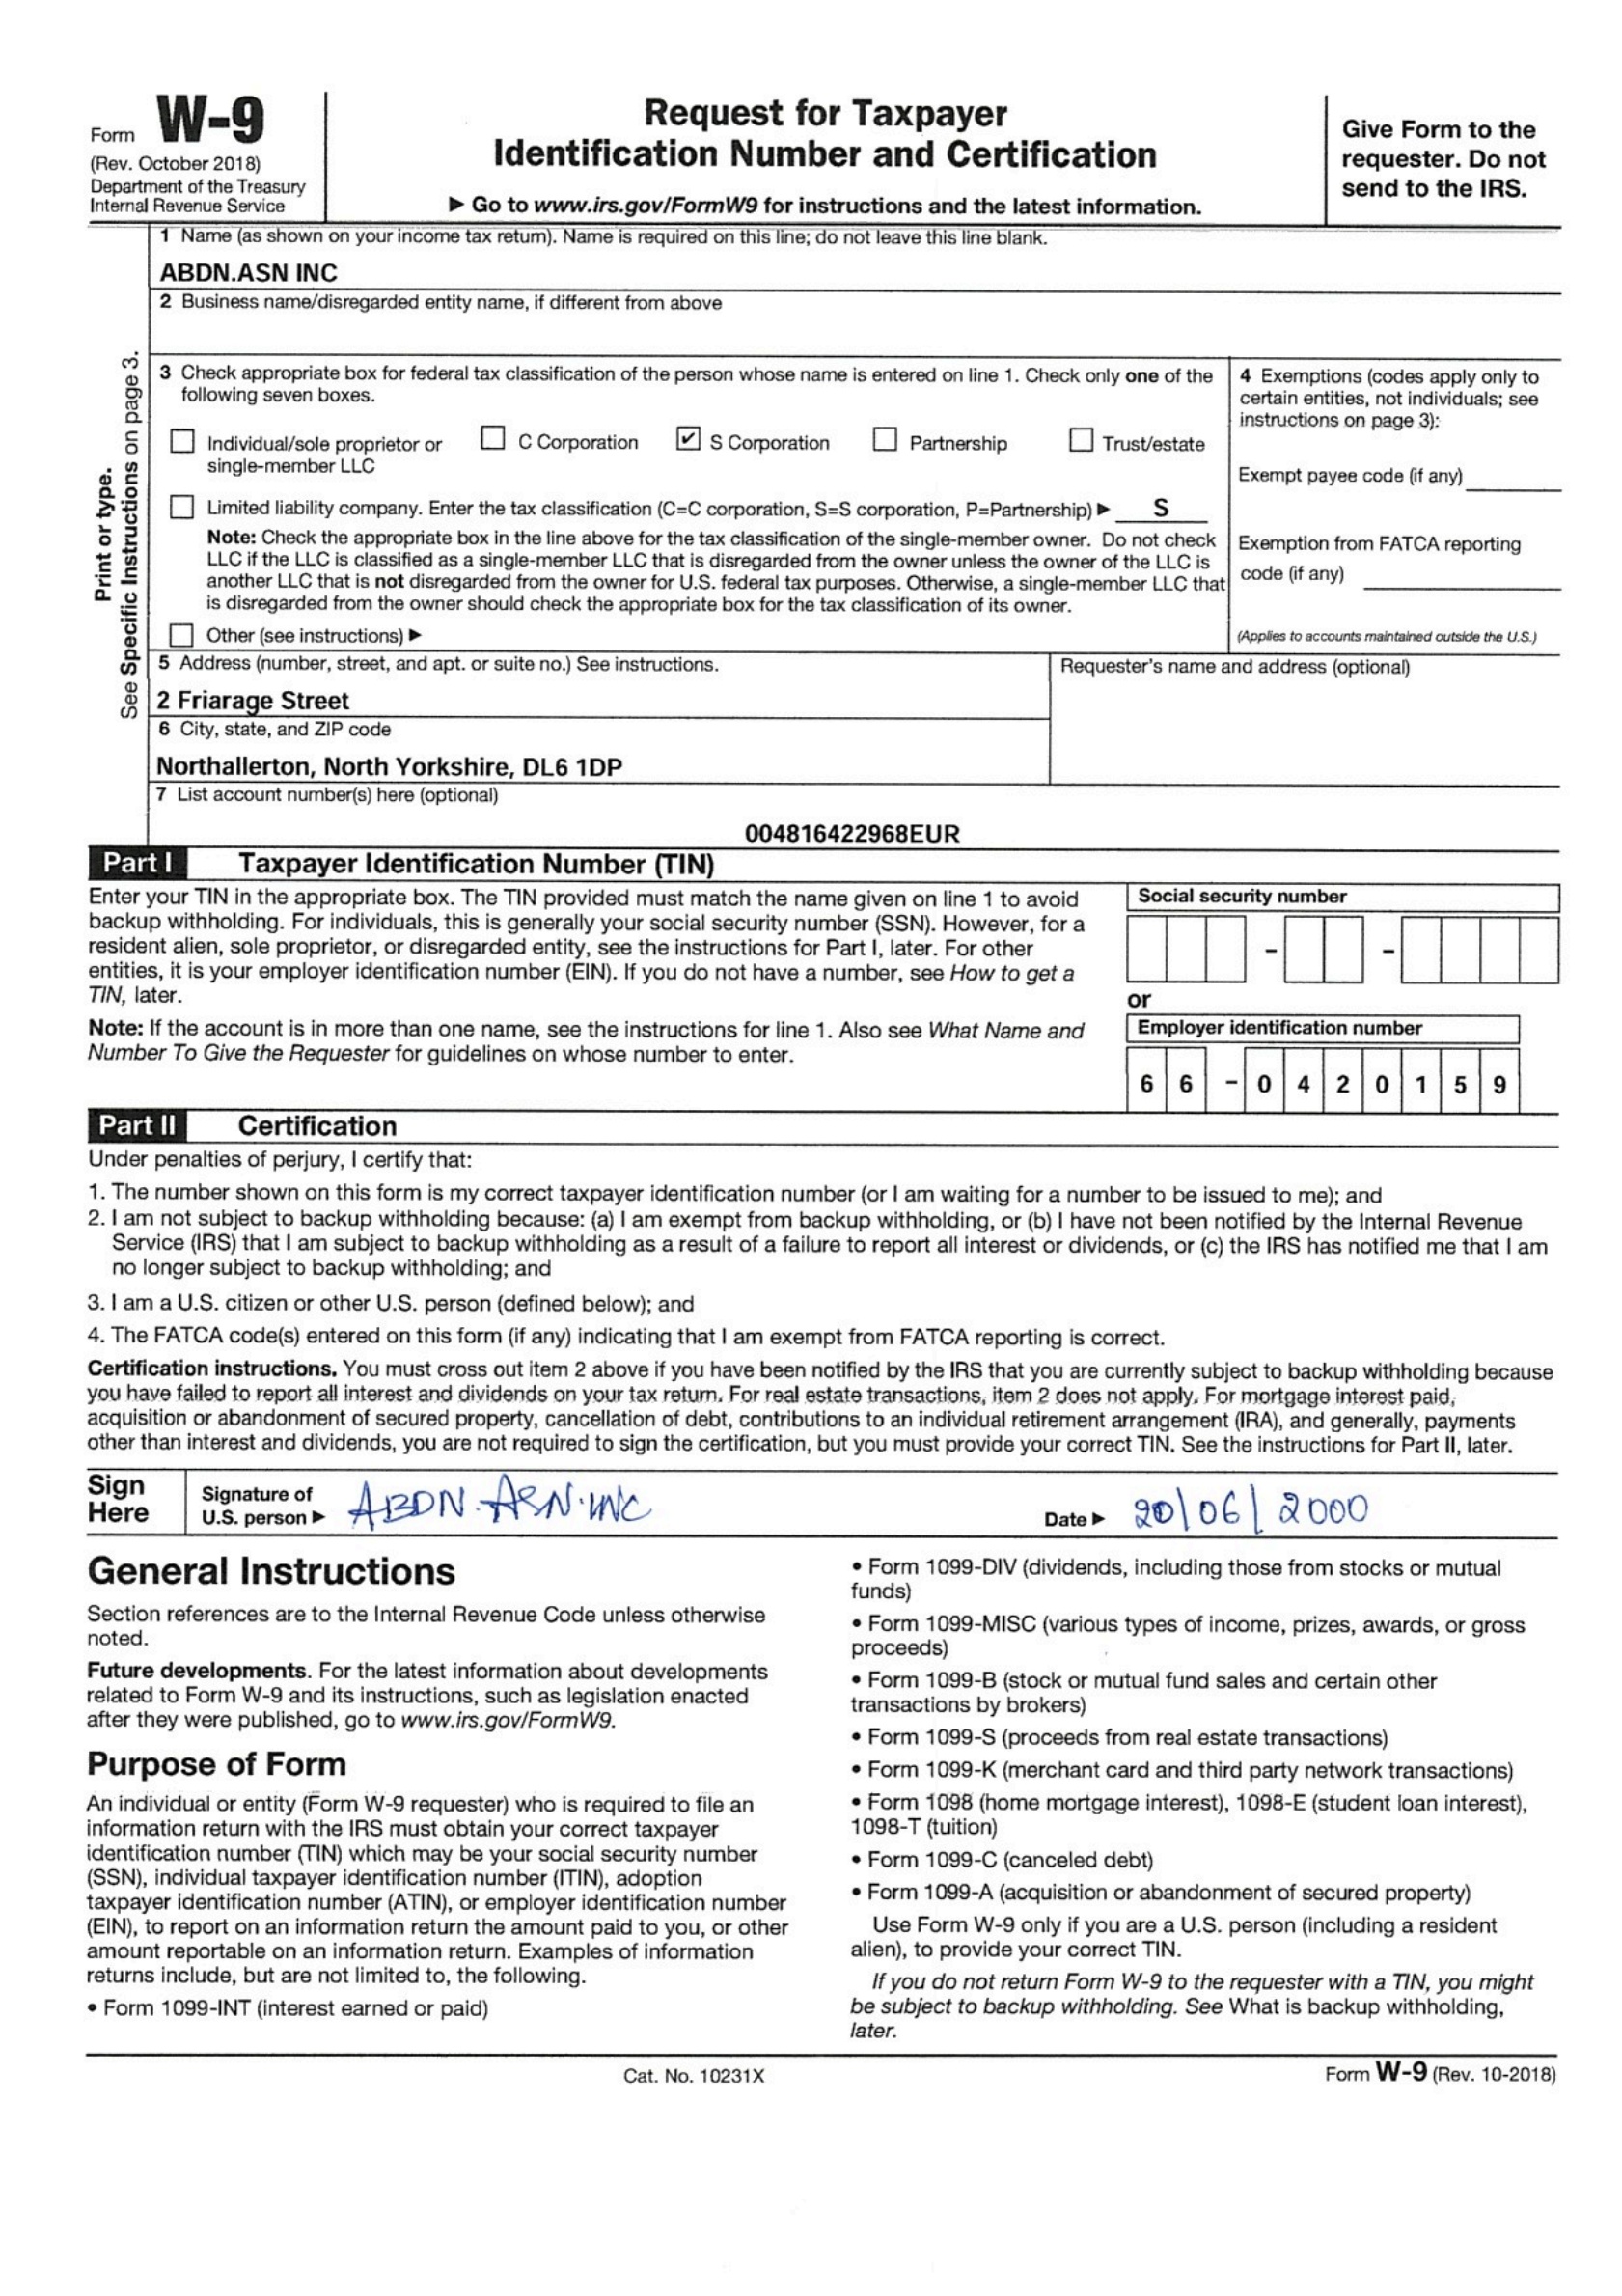 Form W-9
(Rev. October 2018)
Department of the Treasury
Internal Revenue Service
Request for Taxpayer
Identification Number and Certification
▶ Go to www.irs.gov/FormW9 for instructions and the latest information.
Give Form to the
requester. Do not
send to the IRS.
Print or type.
See Specific Instructions on page 3.
1 Name (as shown on your income tax return). Name is required on this line; do not leave this line blank.
ABDN.ASN INC
2 Business name/disregarded entity name, if different from above
3 Check appropriate box for federal tax classification of the person whose name is entered on line 1. Check only one of the
following seven boxes.
☐ Individual/sole proprietor or
single-member LLC
☐ C Corporation
☑ S Corporation
☐ Partnership
☐ Trust/estate
☐ Limited liability company. Enter the tax classification (C=C corporation, S=S corporation, P=Partnership) ▶ S
Note: Check the appropriate box in the line above for the tax classification of the single-member owner. Do not check
LLC if the LLC is classified as a single-member LLC that is disregarded from the owner unless the owner of the LLC is
another LLC that is not disregarded from the owner for U.S. federal tax purposes. Otherwise, a single-member LLC that
is disregarded from the owner should check the appropriate box for the tax classification of its owner.
☐ Other (see instructions) ▶
4 Exemptions (codes apply only to
certain entities, not individuals; see
instructions on page 3):
Exempt payee code (if any)
Exemption from FATCA reporting
code (if any)
(Applies to accounts maintained outside the U.S.)
5 Address (number, street, and apt. or suite no.) See instructions.
2 Friarage Street
6 City, state, and ZIP code
Northallerton, North Yorkshire, DL6 1DP
Requester's name and address (optional)
7 List account number(s) here (optional)
004816422968EUR
Part I Taxpayer Identification Number (TIN)
Enter your TIN in the appropriate box. The TIN provided must match the name given on line 1 to avoid
backup withholding. For individuals, this is generally your social security number (SSN). However, for a
resident alien, sole proprietor, or disregarded entity, see the instructions for Part I, later. For other
entities, it is your employer identification number (EIN). If you do not have a number, see How to get a
TIN, later.
Note: If the account is in more than one name, see the instructions for line 1. Also see What Name and
Number To Give the Requester for guidelines on whose number to enter.
Social security number
- -
or
Employer identification number
6 6 - 0 4 2 0 1 5 9
Part II Certification
Under penalties of perjury, I certify that:
1. The number shown on this form is my correct taxpayer identification number (or I am waiting for a number to be issued to me); and
2. I am not subject to backup withholding because: (a) I am exempt from backup withholding, or (b) I have not been notified by the Internal Revenue
Service (IRS) that I am subject to backup withholding as a result of a failure to report all interest or dividends, or (c) the IRS has notified me that I am
no longer subject to backup withholding; and
3. I am a U.S. citizen or other U.S. person (defined below); and
4. The FATCA code(s) entered on this form (if any) indicating that I am exempt from FATCA reporting is correct.
Certification instructions. You must cross out item 2 above if you have been notified by the IRS that you are currently subject to backup withholding because
you have failed to report all interest and dividends on your tax return. For real estate transactions, item 2 does not apply. For mortgage interest paid,
acquisition or abandonment of secured property, cancellation of debt, contributions to an individual retirement arrangement (IRA), and generally, payments
other than interest and dividends, you are not required to sign the certification, but you must provide your correct TIN. See the instructions for Part II, later.
Sign
Here
Signature of
U.S. person ▶ ABDN.ASN.INC
Date ▶ 20/06/2000
General Instructions
Section references are to the Internal Revenue Code unless otherwise
noted.
Future developments. For the latest information about developments
related to Form W-9 and its instructions, such as legislation enacted
after they were published, go to www.irs.gov/FormW9.
Purpose of Form
An individual or entity (Form W-9 requester) who is required to file an
information return with the IRS must obtain your correct taxpayer
identification number (TIN) which may be your social security number
(SSN), individual taxpayer identification number (ITIN), adoption
taxpayer identification number (ATIN), or employer identification number
(EIN), to report on an information return the amount paid to you, or other
amount reportable on an information return. Examples of information
returns include, but are not limited to, the following.
• Form 1099-INT (interest earned or paid)
• Form 1099-DIV (dividends, including those from stocks or mutual
funds)
• Form 1099-MISC (various types of income, prizes, awards, or gross
proceeds)
• Form 1099-B (stock or mutual fund sales and certain other
transactions by brokers)
• Form 1099-S (proceeds from real estate transactions)
• Form 1099-K (merchant card and third party network transactions)
• Form 1098 (home mortgage interest), 1098-E (student loan interest),
1098-T (tuition)
• Form 1099-C (canceled debt)
• Form 1099-A (acquisition or abandonment of secured property)
Use Form W-9 only if you are a U.S. person (including a resident
alien), to provide your correct TIN.
If you do not return Form W-9 to the requester with a TIN, you might
be subject to backup withholding. See What is backup withholding,
later.
Cat. No. 10231X
Form W-9 (Rev. 10-2018)